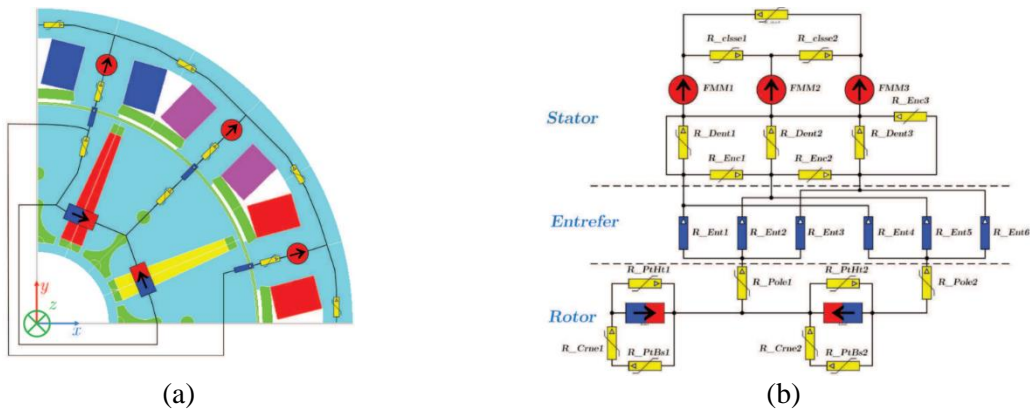 y
z
x
(a)
R_clsse1
R_clsse2
FMM1
FMM2
FMM3
R_Enc3
Stator
R_Dent1
R_Dent2
R_Dent3
R_Enc1
R_Enc2
Entrefer
R_Ent1
R_Ent2
R_Ent3
R_Ent4
R_Ent5
R_Ent6
R_PtHt1
R_PtHt2
R_Pole1
R_Pole2
Rotor
R_Crne1
R_PtBs1
R_Crne2
R_PtBs2
(b)